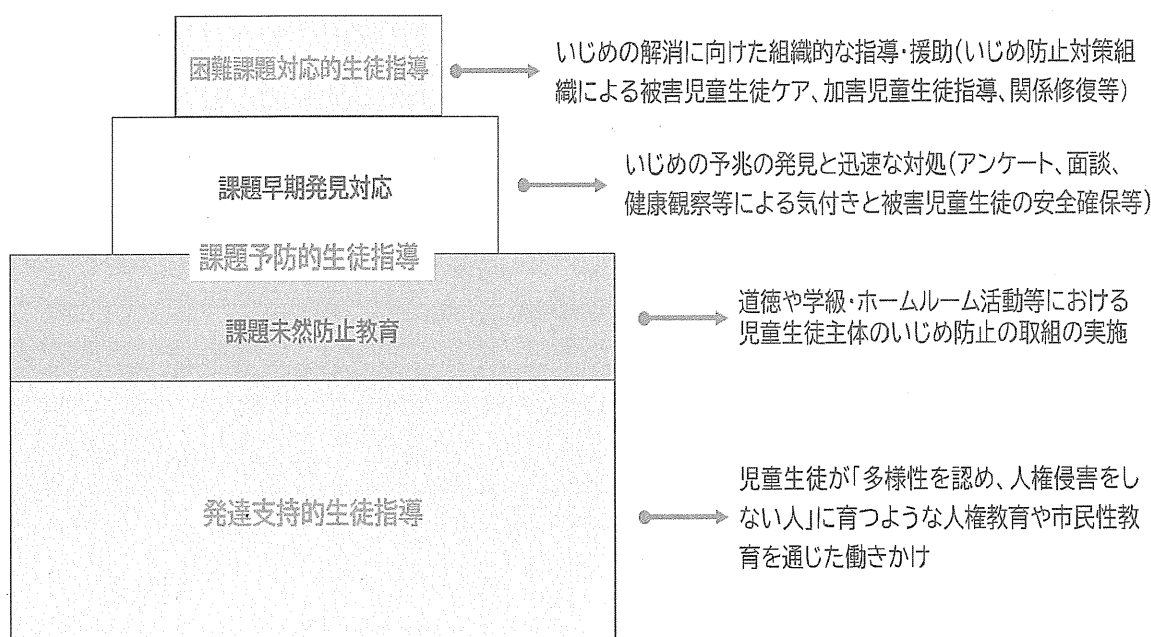 困難課題対応的生徒指導
いじめの解消に向けた組織的な指導・援助(いじめ防止対策組
織による被害児童生徒ケア、加害児童生徒指導、関係修復等)
課題早期発見対応
いじめの予兆の発見と迅速な対処(アンケート、面談、
健康観察等による気付きと被害児童生徒の安全確保等)
課題予防的生徒指導
課題未然防止教育
道徳や学級・ホームルーム活動等における
児童生徒主体のいじめ防止の取組の実施
発達支持的生徒指導
児童生徒が「多様性を認め、人権侵害をし
ない人」に育つような人権教育や市民性教
育を通じた働きかけ